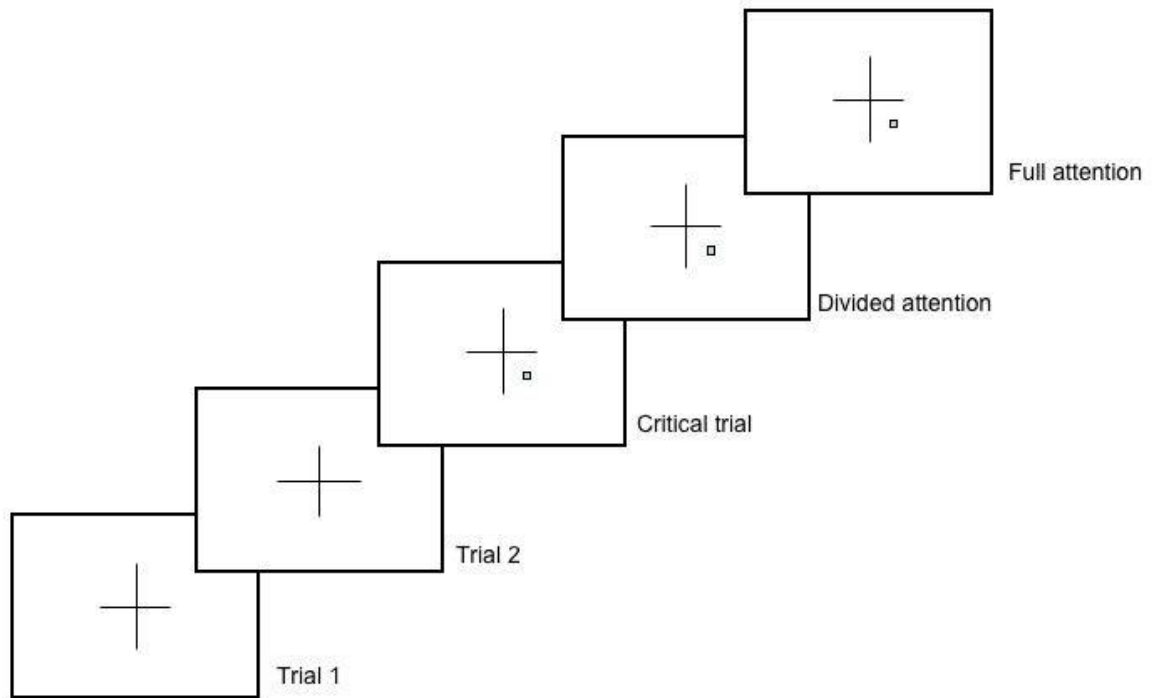 Full attention
Divided attention
Critical trial
Trial 2
Trial 1